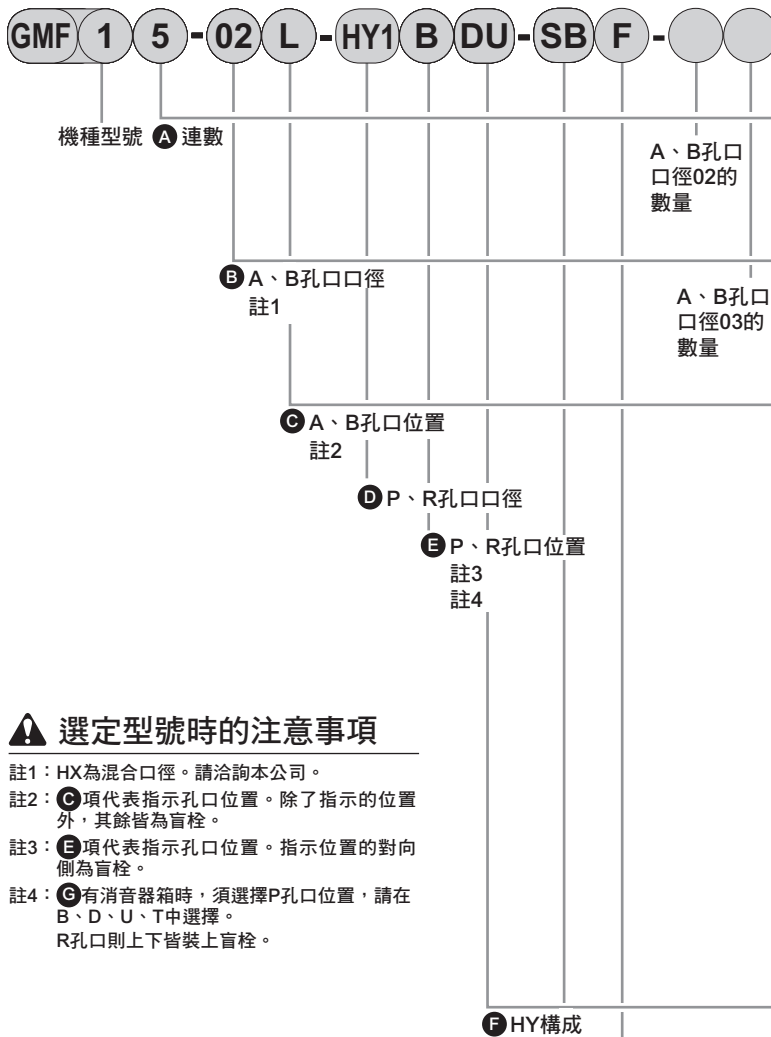 GMF 1 5 - 02 L - HY1 B DU - SB F -
機種型號 A 連數
A、B孔口
口徑02的
數量
B A、B孔口口徑
註1
A、B孔口
口徑03的
數量
C A、B孔口位置
註2
D P、R孔口口徑
E P、R孔口位置
註3
註4
選定型號時的注意事項
註1：HX為混合口徑。請洽詢本公司。
註2：C項代表指示孔口位置。除了指示的位置
外，其餘皆為盲栓。
註3：E項代表指示孔口位置。指示位置的對向
側為盲栓。
註4：G有消音器箱時，須選擇P孔口位置，請在
B、D、U、T中選擇。
R孔口則上下皆裝上盲栓。
F HY構成